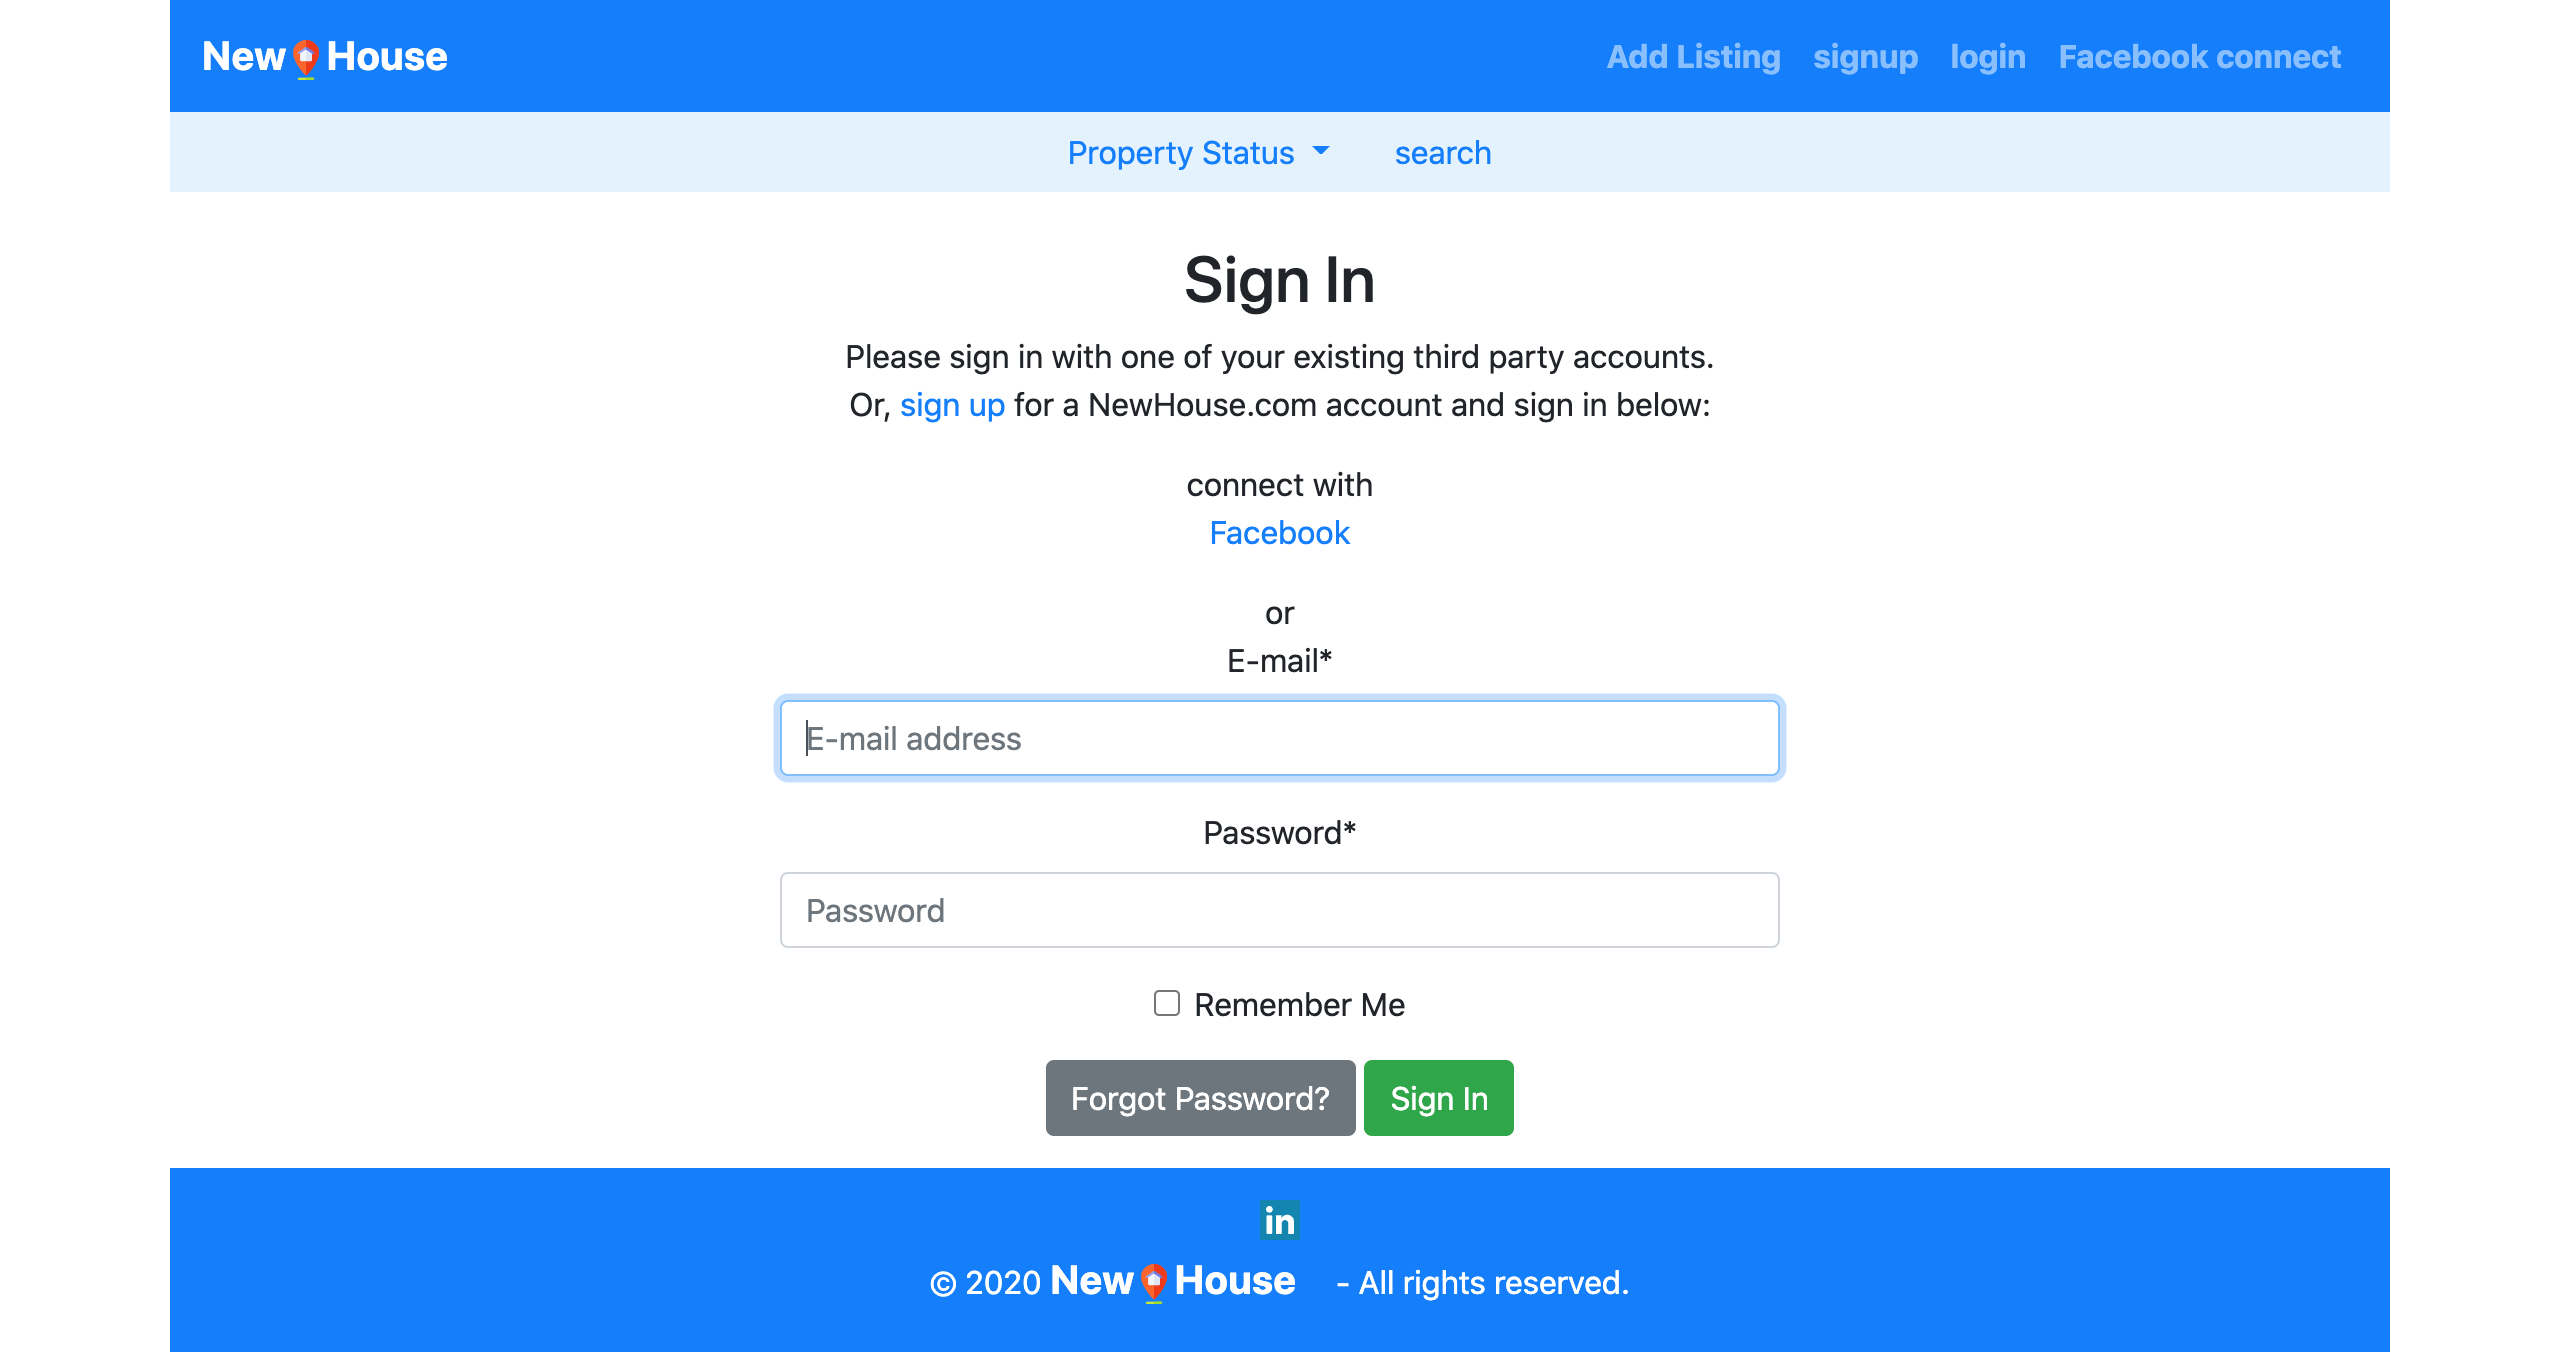 New House
Add Listing signup login Facebook connect
Property Status search
Sign In
Please sign in with one of your existing third party accounts.
Or, sign up for a NewHouse.com account and sign in below:
connect with
Facebook
or
E-mail*
E-mail address
Password*
Password
Remember Me
Forgot Password? Sign In
in
© 2020 New House - All rights reserved.